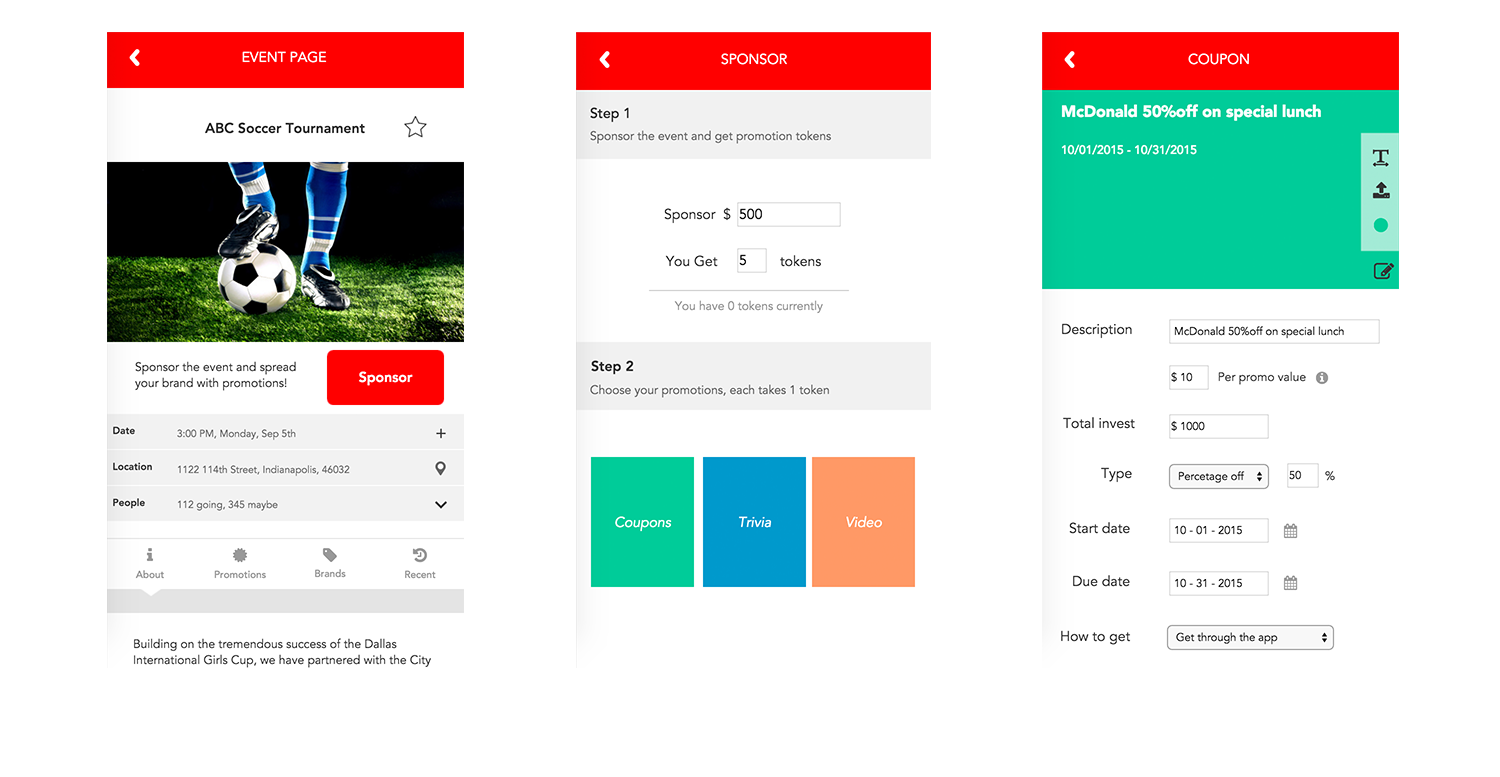 EVENT PAGE
ABC Soccer Tournament
Sponsor the event and spread
your brand with promotions!
Sponsor
Date 3:00 PM, Monday, Sep 5th
Location 1122 114th Street, Indianapolis, 46032
People 112 going, 345 maybe
About Promotions Brands Recent
Building on the tremendous success of the Dallas
International Girls Cup, we have partnered with the City
SPONSOR
Step 1
Sponsor the event and get promotion tokens
Sponsor $ 500
You Get 5 tokens
You have 0 tokens currently
Step 2
Choose your promotions, each takes 1 token
Coupons Trivia Video
COUPON
McDonald 50%off on special lunch
10/01/2015 - 10/31/2015
Description McDonald 50%off on special lunch
$ 10 Per promo value
Total invest $ 1000
Type Percetage off 50 %
Start date 10 - 01 - 2015
Due date 10 - 31 - 2015
How to get Get through the app